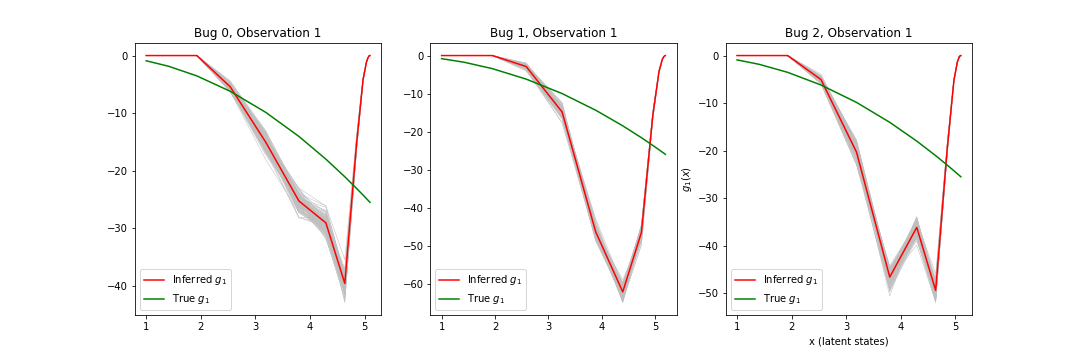 Bug 0, Observation 1
0
−10
−20
−30
−40
1 2 3 4 5
Inferred g₁
True g₁
Bug 1, Observation 1
0
−10
−20
−30
−40
−50
−60
1 2 3 4 5
Inferred g₁
True g₁
Bug 2, Observation 1
g₁(x)
0
−10
−20
−30
−40
−50
1 2 3 4 5
x (latent states)
Inferred g₁
True g₁